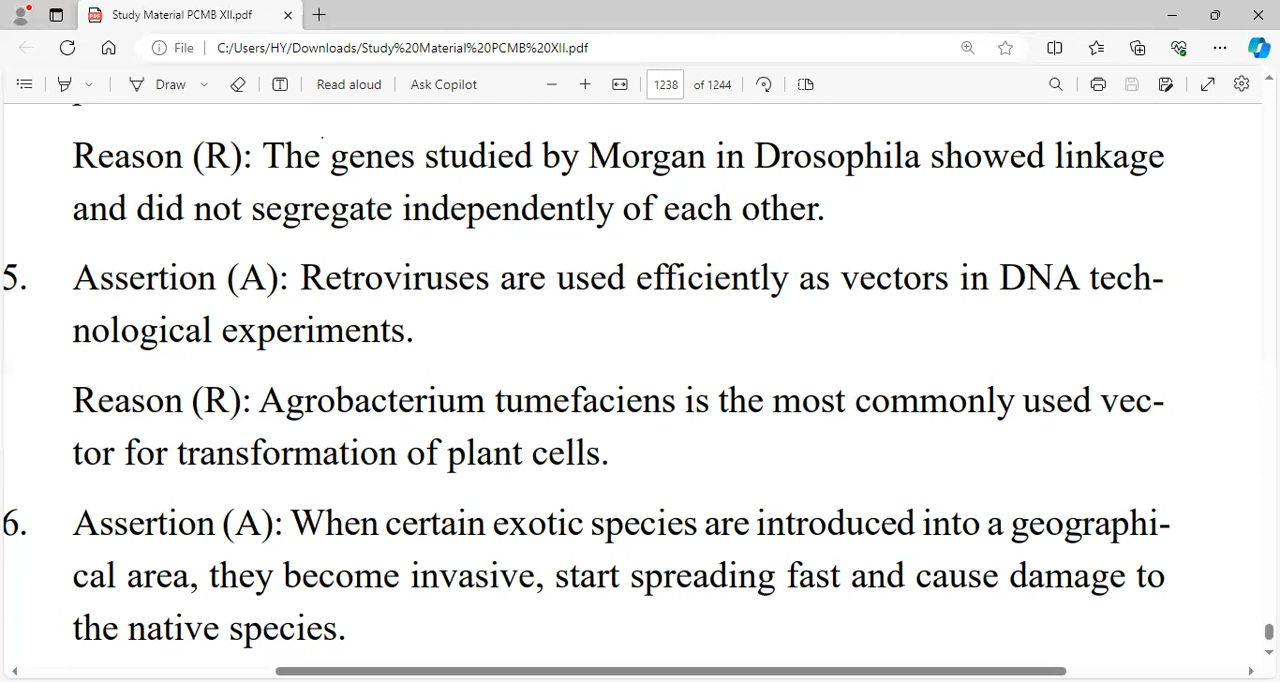 Study Material PCMB XII.pdf
File C:/Users/HY/Downloads/Study%20Material%20PCMB%20XII.pdf
Draw Read aloud Ask Copilot 1238 of 1244
Reason (R): The genes studied by Morgan in Drosophila showed linkage
and did not segregate independently of each other.
5. Assertion (A): Retroviruses are used efficiently as vectors in DNA tech-
nological experiments.
Reason (R): Agrobacterium tumefaciens is the most commonly used vec-
tor for transformation of plant cells.
6. Assertion (A): When certain exotic species are introduced into a geographi-
cal area, they become invasive, start spreading fast and cause damage to
the native species.